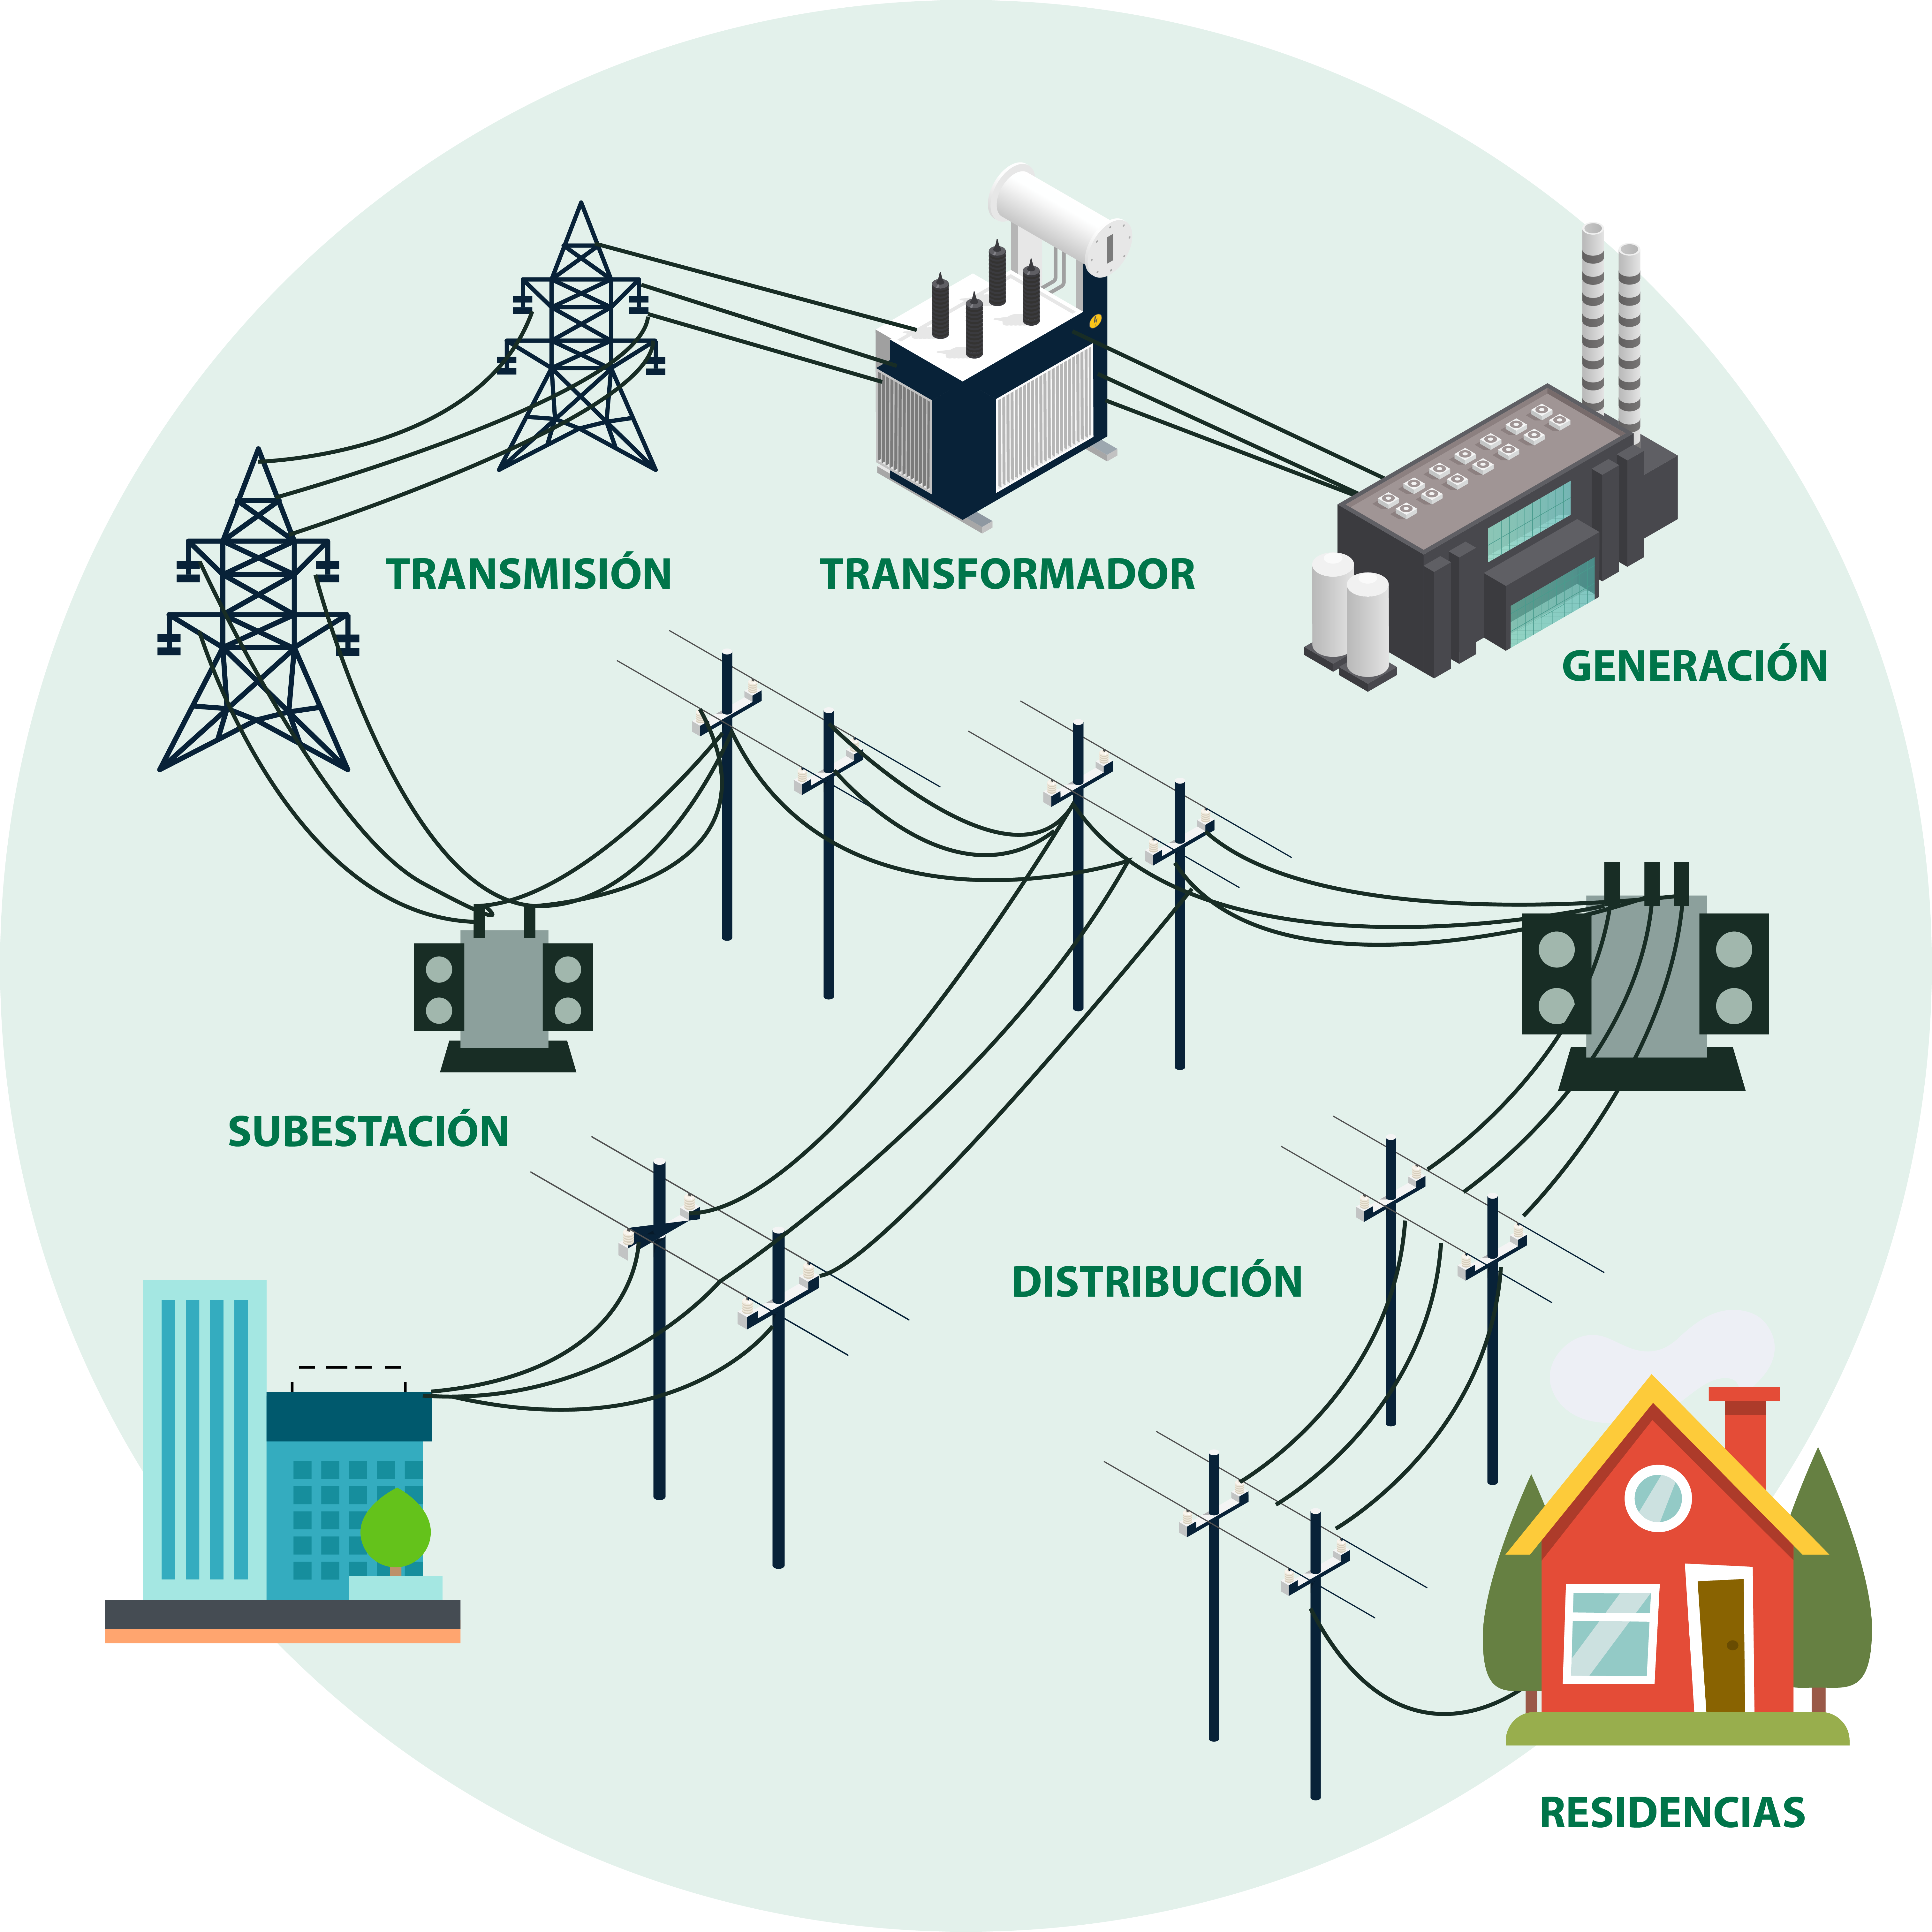 TRANSMISIÓN
TRANSFORMADOR
GENERACIÓN
SUBESTACIÓN
DISTRIBUCIÓN
RESIDENCIAS